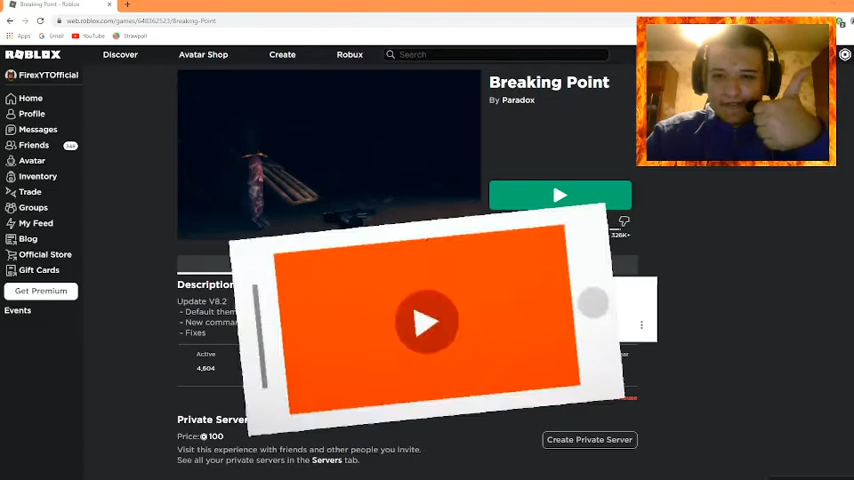 Breaking Point - Roblox
web.roblox.com/games/648362523/Breaking-Point
Apps
Gmail
YouTube
Strawpoll
ROBLOX
Discover
Avatar Shop
Create
Robux
Search
FirexYTOfficial
Home
Profile
Messages
Friends
Avatar
Inventory
Trade
Groups
My Feed
Blog
Official Store
Gift Cards
Get Premium
Events
Breaking Point
By Paradox
326K+
Description
Update V8.2
- Default them
- New comma
- Fixes
Active
4,604
Private Server
Price: 100
Visit this experience with friends and other people you invite.
See all your private servers in the Servers tab.
Create Private Server